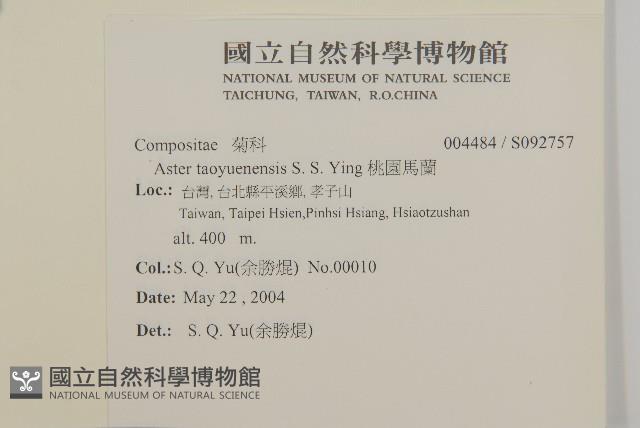 國立自然科學博物館
NATIONAL MUSEUM OF NATURAL SCIENCE
TAICHUNG, TAIWAN, R.O.CHINA
Compositae 菊科 004484 / S092757
Aster taoyuenensis S. S. Ying 桃園馬蘭
Loc.: 台灣, 台北縣平溪鄉, 孝子山
Taiwan, Taipei Hsien,Pinhsi Hsiang, Hsiaotzushan
alt. 400 m.
Col.: S. Q. Yu(余勝焜) No.00010
Date: May 22 , 2004
Det.: S. Q. Yu(余勝焜)
國立自然科學博物館
NATIONAL MUSEUM OF NATURAL SCIENCE